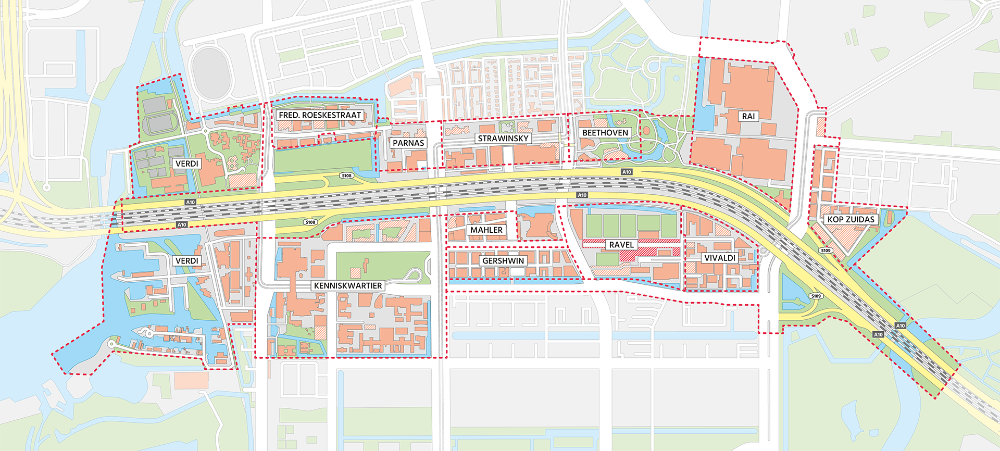 FRED. ROESKESTRAAT
RAI
BEETHOVEN
STRAWINSKY
PARNAS
VERDI
A10
S108
A10
A10
S108
A10
KOP ZUIDAS
MAHLER
RAVEL
S109
VIVALDI
VERDI
GERSHWIN
KENNISKWARTIER
S109
A10
A10